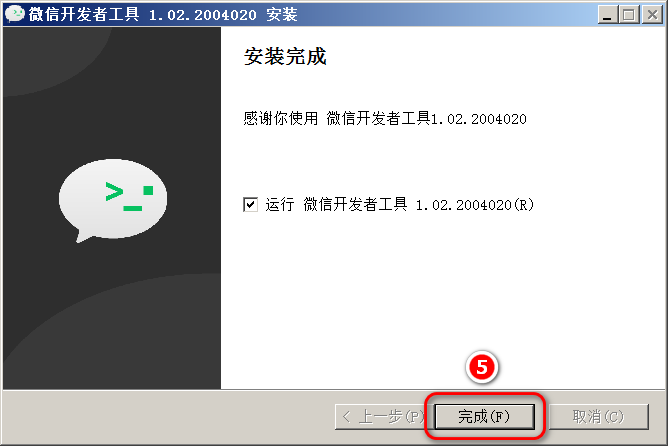 微信开发者工具 1.02.2004020 安装
安装完成
感谢你使用 微信开发者工具1.02.2004020
>_
运行 微信开发者工具 1.02.2004020(R)
5
< 上一步(P) 完成(F) 取消(C)